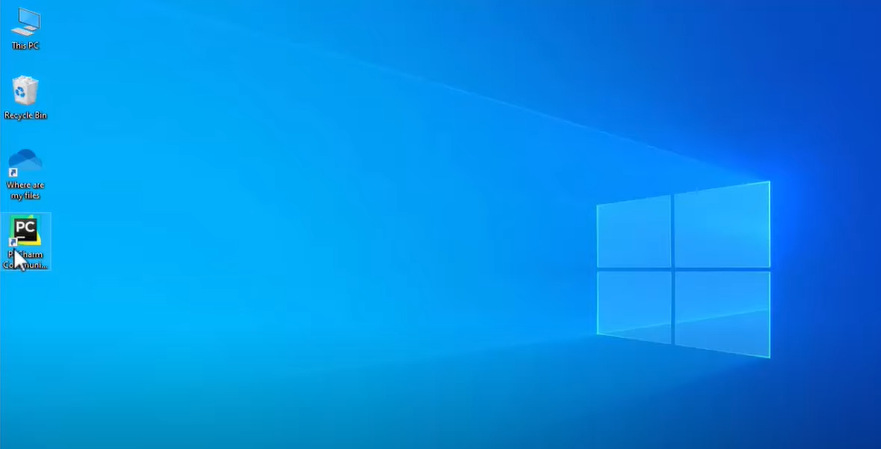 This PC
Recycle Bin
Where are
my files
PC